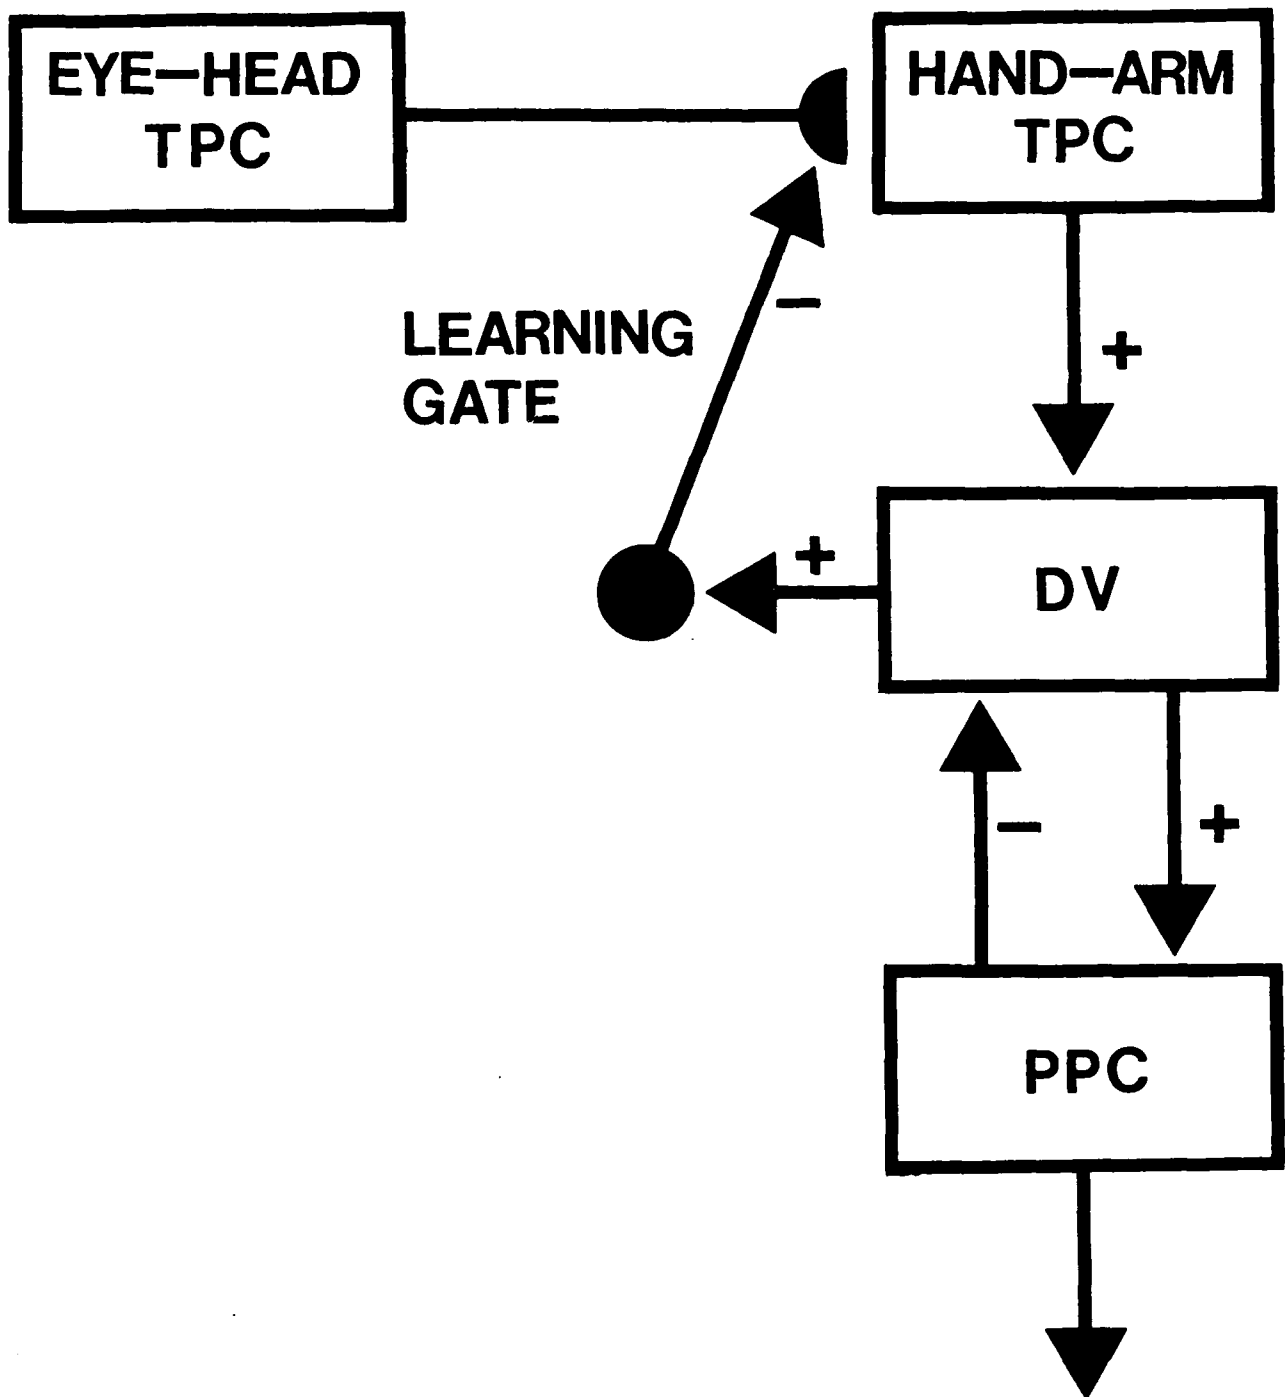 EYE—HEAD
TPC
HAND—ARM
TPC
LEARNING
GATE
−
+
+
DV
−
+
PPC